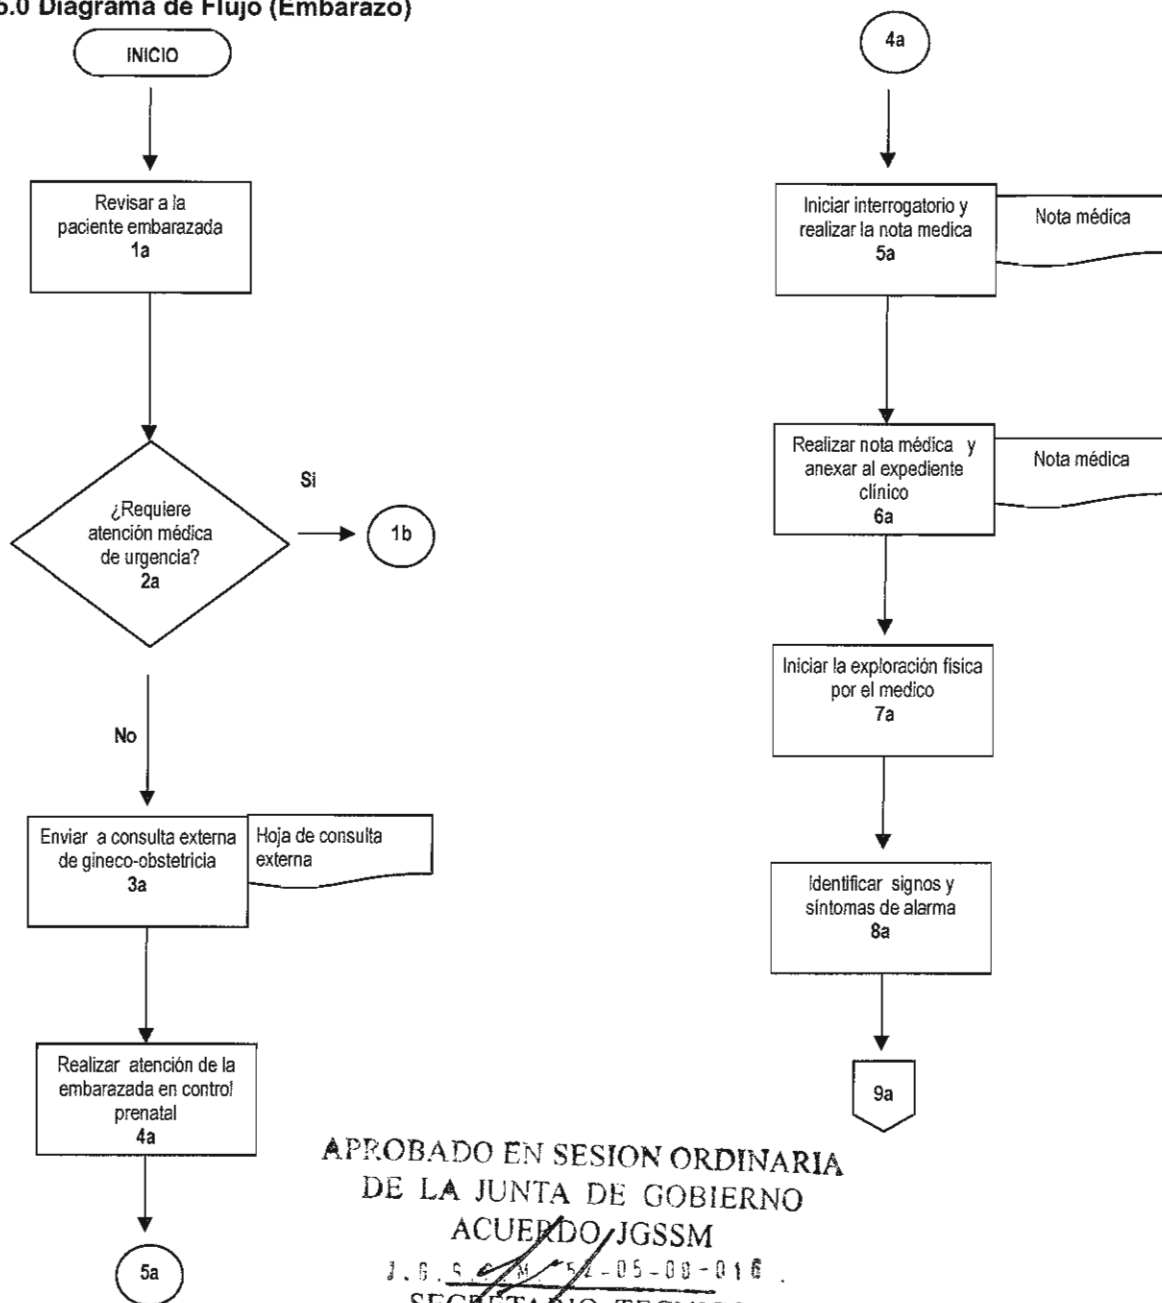 5.0 Diagrama de Flujo (Embarazo)
INICIO
Revisar a la
paciente embarazada
1a
¿Requiere
atención médica
de urgencia?
2a
Si
1b
No
Enviar a consulta externa
de gineco-obstetricia
3a
Hoja de consulta
externa
Realizar atención de la
embarazada en control
prenatal
4a
5a
4a
Iniciar interrogatorio y
realizar la nota medica
5a
Nota médica
Realizar nota médica y
anexar al expediente
clínico
6a
Nota médica
Iniciar la exploración física
por el medico
7a
Identificar signos y
síntomas de alarma
8a
9a
APROBADO EN SESION ORDINARIA
DE LA JUNTA DE GOBIERNO
ACUERDO JGSSM
-05-00-016